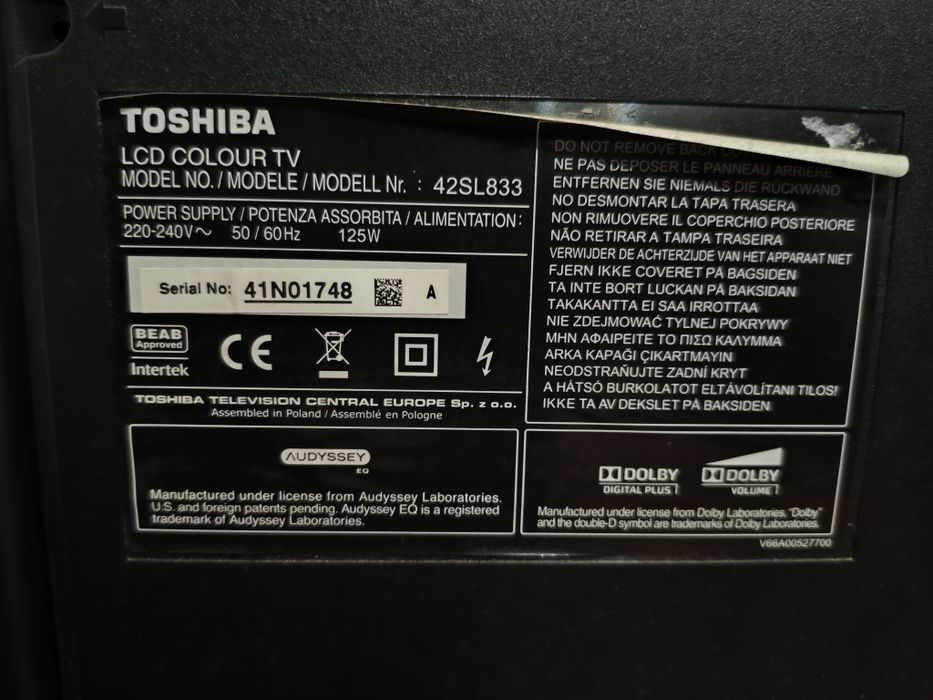 TOSHIBA
LCD COLOUR TV
MODEL NO. / MODELE / MODELL Nr. : 42SL833
POWER SUPPLY / POTENZA ASSORBITA / ALIMENTATION:
220-240V~ 50 / 60Hz 125W
Serial No: 41N01748 A
BEAB
Approved
Intertek
CE
TOSHIBA TELEVISION CENTRAL EUROPE Sp. z o.o.
Assembled in Poland / Assemblé en Pologne
DO NOT REMOVE BACK
NE PAS DEPOSER LE PANNEAU ARRIERE
ENTFERNEN SIE NIEMALS DIE RÜCKWAND
NO DESMONTAR LA TAPA TRASERA
NON RIMUOVERE IL COPERCHIO POSTERIORE
NÃO RETIRAR A TAMPA TRASEIRA
VERWIJDER DE ACHTERZIJDE VAN HET APPARAAT NIET
FJERN IKKE COVERET PÅ BAGSIDEN
TA INTE BORT LUCKAN PÅ BAKSIDAN
TAKAKANTTA EI SAA IRROTTAA
NIE ZDEJMOWAĆ TYLNEJ POKRYWY
ΜΗΝ ΑΦΑΙΡΕΙΤΕ ΤΟ ΠΙΣΩ ΚΑΛΥΜΜΑ
ARKA KAPAĞI ÇIKARTMAYIN
NEODSTRAŇUJTE ZADNÍ KRYT
A HÁTSÓ BURKOLATOT ELTÁVOLÍTANI TILOS!
IKKE TA AV DEKSLET PÅ BAKSIDEN
AUDYSSEY
EQ
Manufactured under license from Audyssey Laboratories.
U.S. and foreign patents pending. Audyssey EQ is a registered
trademark of Audyssey Laboratories.
DOLBY
DIGITAL PLUS
DOLBY
VOLUME
Manufactured under license from Dolby Laboratories. "Dolby"
and the double-D symbol are trademarks of Dolby Laboratories.
V66A00527700